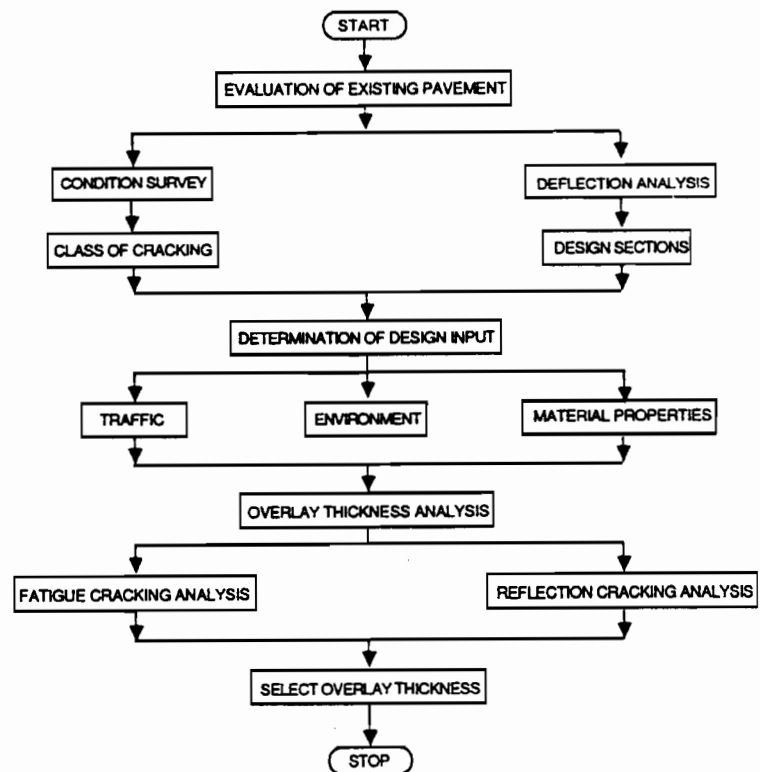 START
EVALUATION OF EXISTING PAVEMENT
CONDITION SURVEY
DEFLECTION ANALYSIS
CLASS OF CRACKING
DESIGN SECTIONS
DETERMINATION OF DESIGN INPUT
TRAFFIC
ENVIRONMENT
MATERIAL PROPERTIES
OVERLAY THICKNESS ANALYSIS
FATIGUE CRACKING ANALYSIS
REFLECTION CRACKING ANALYSIS
SELECT OVERLAY THICKNESS
STOP